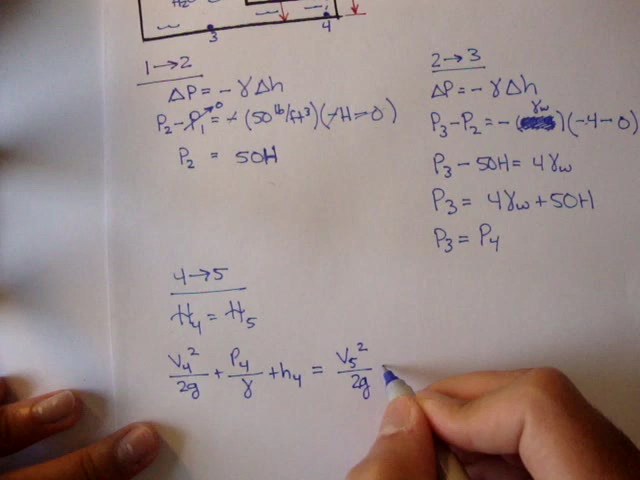 H₂
3
4
1→2
ΔP = -γΔh
P₂ - P₁⁰ = -(50 lb/ft³)(-H-0)
P₂ = 50H
2→3
ΔP = -γΔh
γw
P₃ - P₂ = -( )(-4-0)
P₃ - 50H = 4γw
P₃ = 4γw + 50H
P₃ = P₄
4→5
H₄ = H₅
V₄²/2g + P₄/γ + h₄ = V₅²/2g